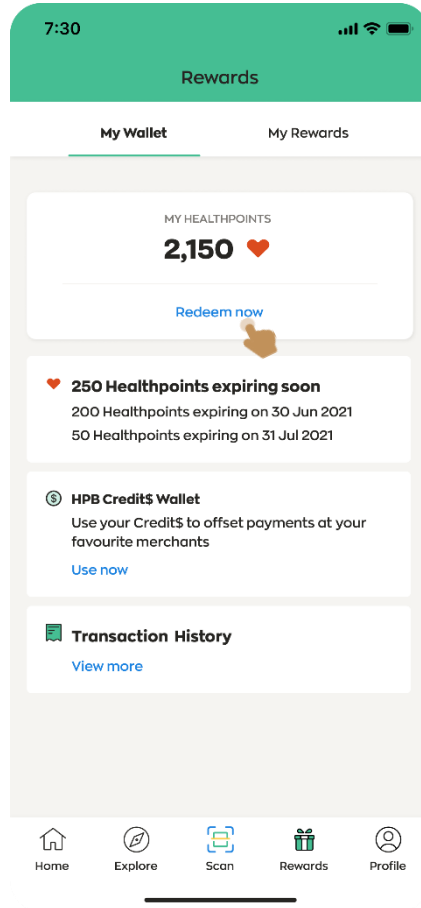 7:30
Rewards
My Wallet
My Rewards
MY HEALTHPOINTS
2,150
Redeem now
250 Healthpoints expiring soon
200 Healthpoints expiring on 30 Jun 2021
50 Healthpoints expiring on 31 Jul 2021
$ HPB Credit$ Wallet
Use your Credit$ to offset payments at your
favourite merchants
Use now
Transaction History
View more
Home
Explore
Scan
Rewards
Profile